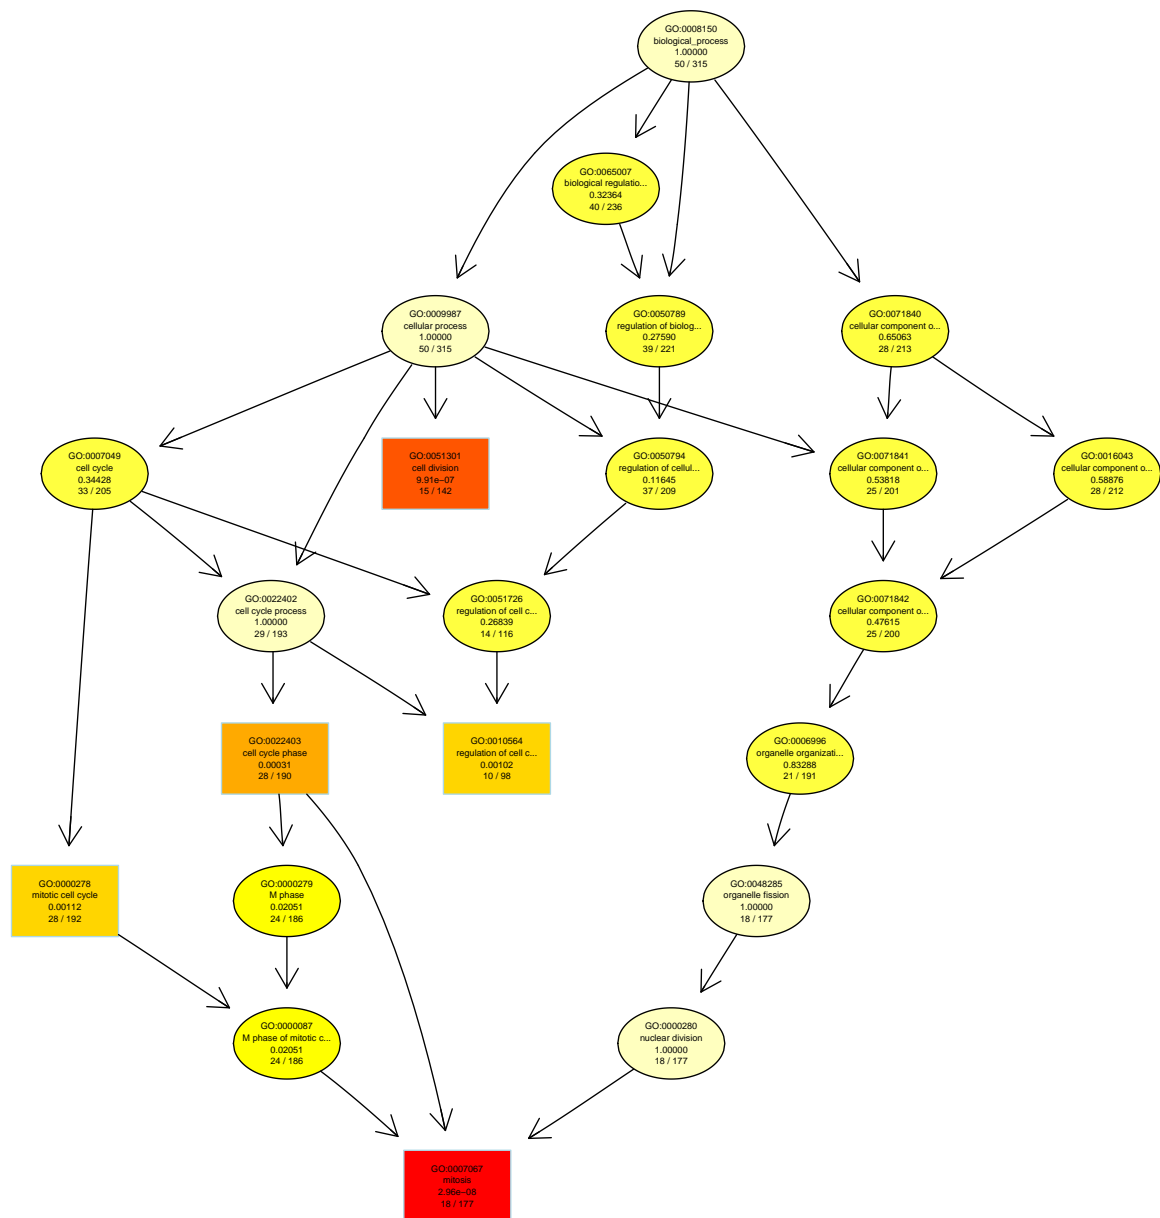 GO:0008150
biological_process
1.00000
50 / 315
GO:0065007
biological regulatio...
0.32364
40 / 236
GO:0009987
cellular process
1.00000
50 / 315
GO:0050789
regulation of biolog...
0.27590
39 / 221
GO:0071840
cellular component o...
0.65063
28 / 213
GO:0007049
cell cycle
0.34428
33 / 205
GO:0051301
cell division
9.91e−07
15 / 142
GO:0050794
regulation of cellul...
0.11645
37 / 209
GO:0071841
cellular component o...
0.53818
25 / 201
GO:0016043
cellular component o...
0.58876
28 / 212
GO:0022402
cell cycle process
1.00000
29 / 193
GO:0051726
regulation of cell c...
0.26839
14 / 116
GO:0071842
cellular component o...
0.47615
25 / 200
GO:0022403
cell cycle phase
0.00031
28 / 190
GO:0010564
regulation of cell c...
0.00102
10 / 98
GO:0006996
organelle organizati...
0.83288
21 / 191
GO:0000278
mitotic cell cycle
0.00112
28 / 192
GO:0000279
M phase
0.02051
24 / 186
GO:0048285
organelle fission
1.00000
18 / 177
GO:0000087
M phase of mitotic c...
0.02051
24 / 186
GO:0000280
nuclear division
1.00000
18 / 177
GO:0007067
mitosis
2.96e−08
18 / 177